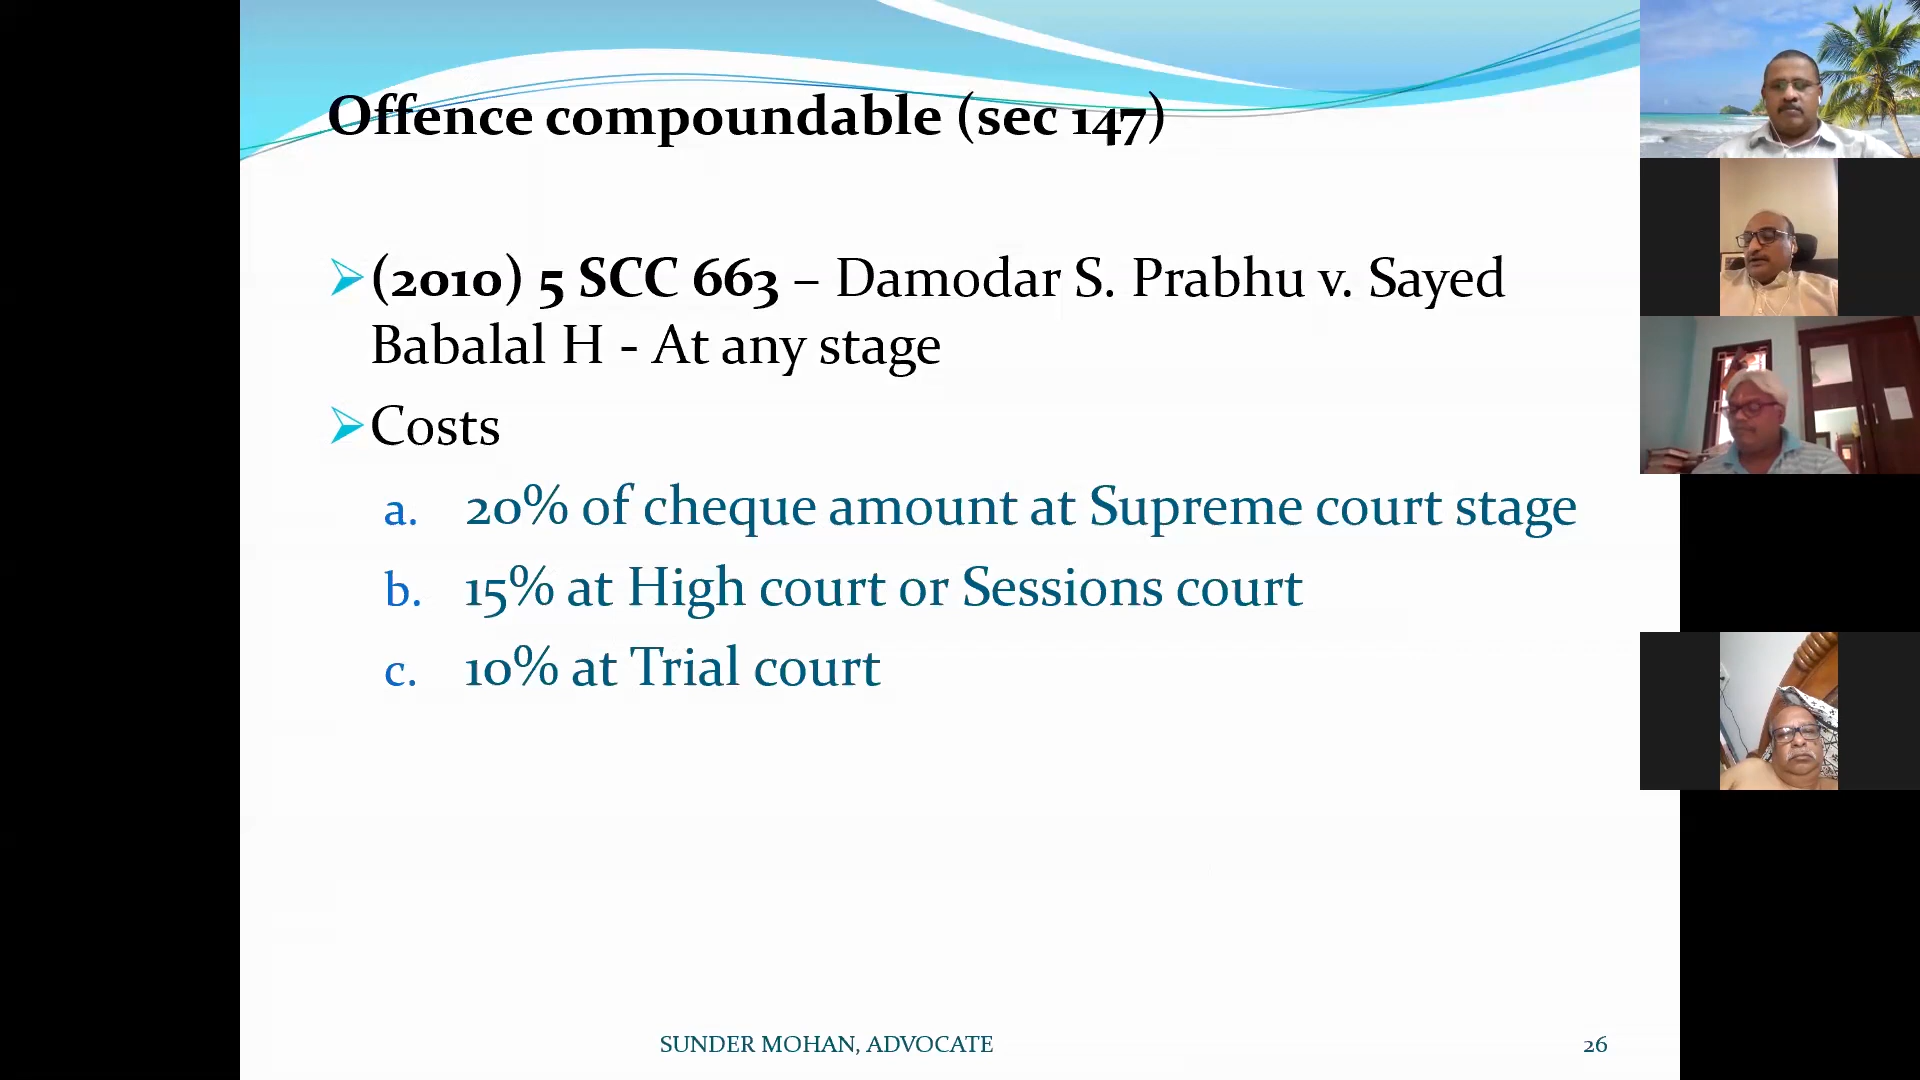 Offence compoundable (sec 147)
➢(2010) 5 SCC 663 – Damodar S. Prabhu v. Sayed
Babalal H - At any stage
➢Costs
a. 20% of cheque amount at Supreme court stage
b. 15% at High court or Sessions court
c. 10% at Trial court
SUNDER MOHAN, ADVOCATE
26